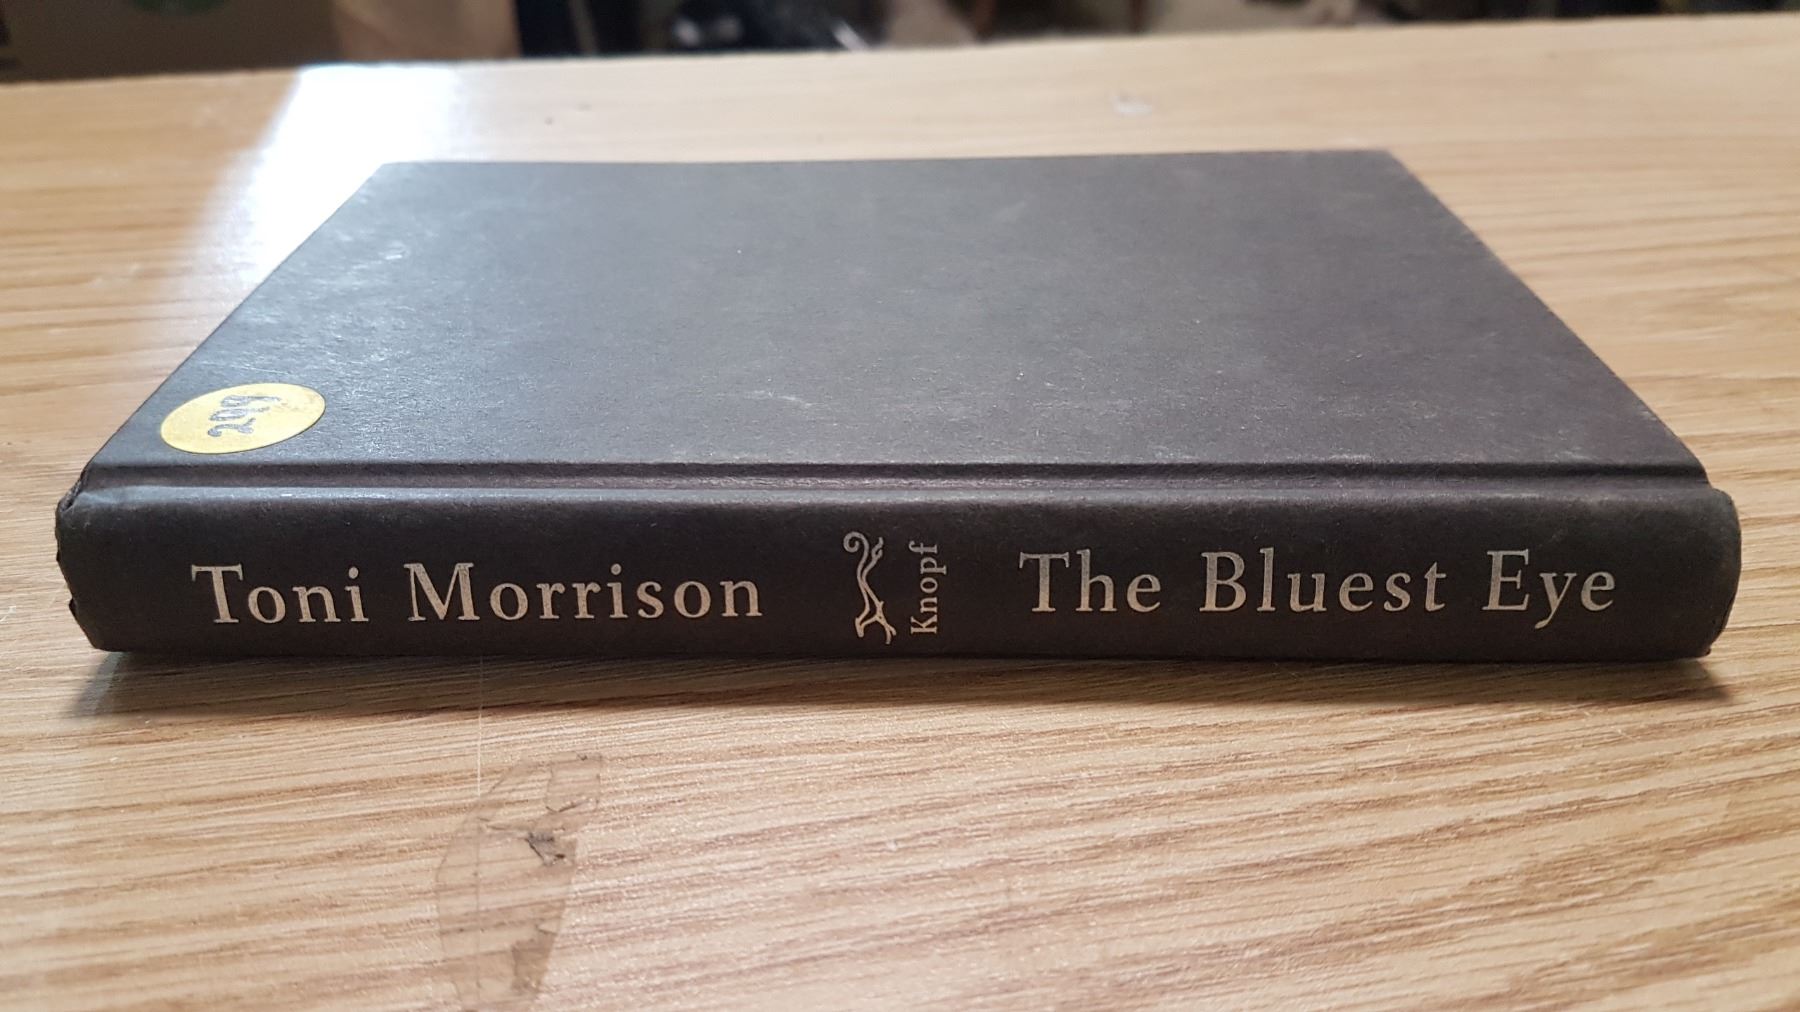 299
Toni Morrison
Knopf
The Bluest Eye